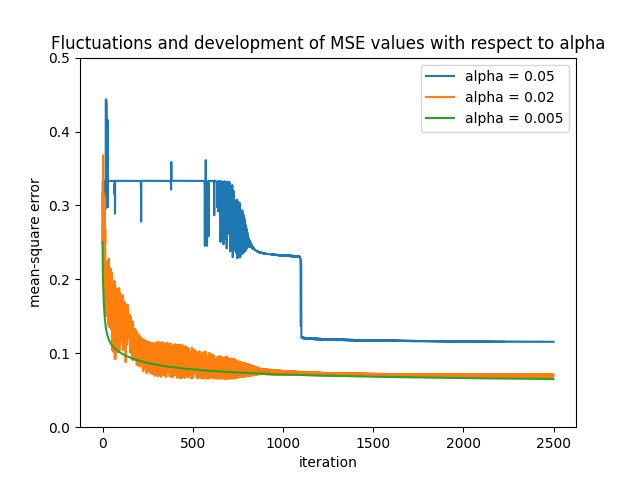 Fluctuations and development of MSE values with respect to alpha
mean-square error
0.5
0.4
0.3
0.2
0.1
0.0
alpha = 0.05
alpha = 0.02
alpha = 0.005
0 500 1000 1500 2000 2500
iteration